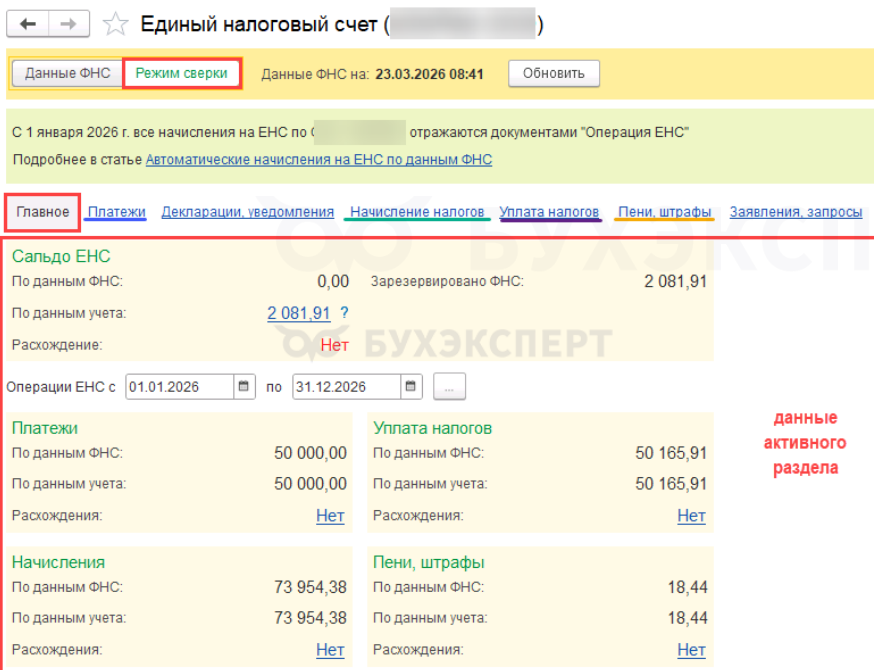 Единый налоговый счет ( )
Данные ФНС Режим сверки Данные ФНС на: 23.03.2026 08:41 Обновить
С 1 января 2026 г. все начисления на ЕНС по отражаются документами "Операция ЕНС"
Подробнее в статье Автоматические начисления на ЕНС по данным ФНС
Главное Платежи Декларации, уведомления Начисление налогов Уплата налогов Пени, штрафы Заявления, запросы
Сальдо ЕНС
По данным ФНС: 0,00 Зарезервировано ФНС: 2 081,91
По данным учета: 2 081,91 ?
Расхождение: Нет
БУХЭКСПЕРТ
Операции ЕНС с 01.01.2026 по 31.12.2026 ...
Платежи Уплата налогов
По данным ФНС: 50 000,00 По данным ФНС: 50 165,91
По данным учета: 50 000,00 По данным учета: 50 165,91
Расхождения: Нет Расхождения: Нет
данные
активного
раздела
Начисления Пени, штрафы
По данным ФНС: 73 954,38 По данным ФНС: 18,44
По данным учета: 73 954,38 По данным учета: 18,44
Расхождения: Нет Расхождения: Нет